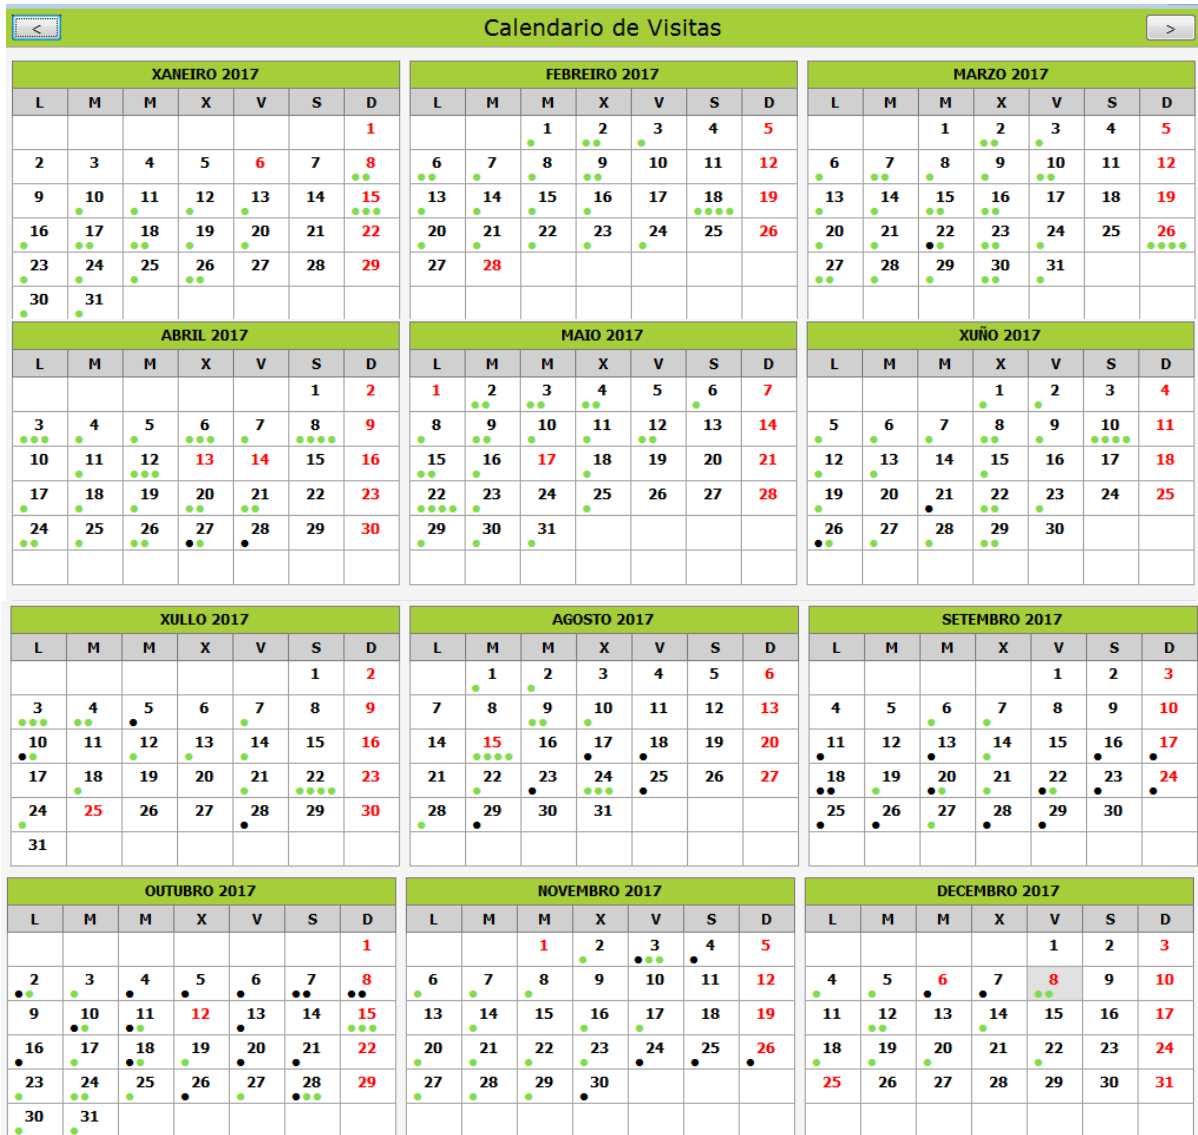 < Calendario de Visitas >
XANEIRO 2017 FEBREIRO 2017 MARZO 2017
L M M X V S D L M M X V S D L M M X V S D
1 1 2 3 4 5 1 2 3 4 5
2 3 4 5 6 7 8 6 7 8 9 10 11 12 6 7 8 9 10 11 12
9 10 11 12 13 14 15 13 14 15 16 17 18 19 13 14 15 16 17 18 19
16 17 18 19 20 21 22 20 21 22 23 24 25 26 20 21 22 23 24 25 26
23 24 25 26 27 28 29 27 28 27 28 29 30 31
30 31
ABRIL 2017 MAIO 2017 XUÑO 2017
L M M X V S D L M M X V S D L M M X V S D
1 2 1 2 3 4 5 6 7 1 2 3 4
3 4 5 6 7 8 9 8 9 10 11 12 13 14 5 6 7 8 9 10 11
10 11 12 13 14 15 16 15 16 17 18 19 20 21 12 13 14 15 16 17 18
17 18 19 20 21 22 23 22 23 24 25 26 27 28 19 20 21 22 23 24 25
24 25 26 27 28 29 30 29 30 31 26 27 28 29 30
XULLO 2017 AGOSTO 2017 SETEMBRO 2017
L M M X V S D L M M X V S D L M M X V S D
1 2 1 2 3 4 5 6 1 2 3
3 4 5 6 7 8 9 7 8 9 10 11 12 13 4 5 6 7 8 9 10
10 11 12 13 14 15 16 14 15 16 17 18 19 20 11 12 13 14 15 16 17
17 18 19 20 21 22 23 21 22 23 24 25 26 27 18 19 20 21 22 23 24
24 25 26 27 28 29 30 28 29 30 31 25 26 27 28 29 30
31
OUTUBRO 2017 NOVEMBRO 2017 DECEMBRO 2017
L M M X V S D L M M X V S D L M M X V S D
1 1 2 3 4 5 1 2 3
2 3 4 5 6 7 8 6 7 8 9 10 11 12 4 5 6 7 8 9 10
9 10 11 12 13 14 15 13 14 15 16 17 18 19 11 12 13 14 15 16 17
16 17 18 19 20 21 22 20 21 22 23 24 25 26 18 19 20 21 22 23 24
23 24 25 26 27 28 29 27 28 29 30 25 26 27 28 29 30 31
30 31